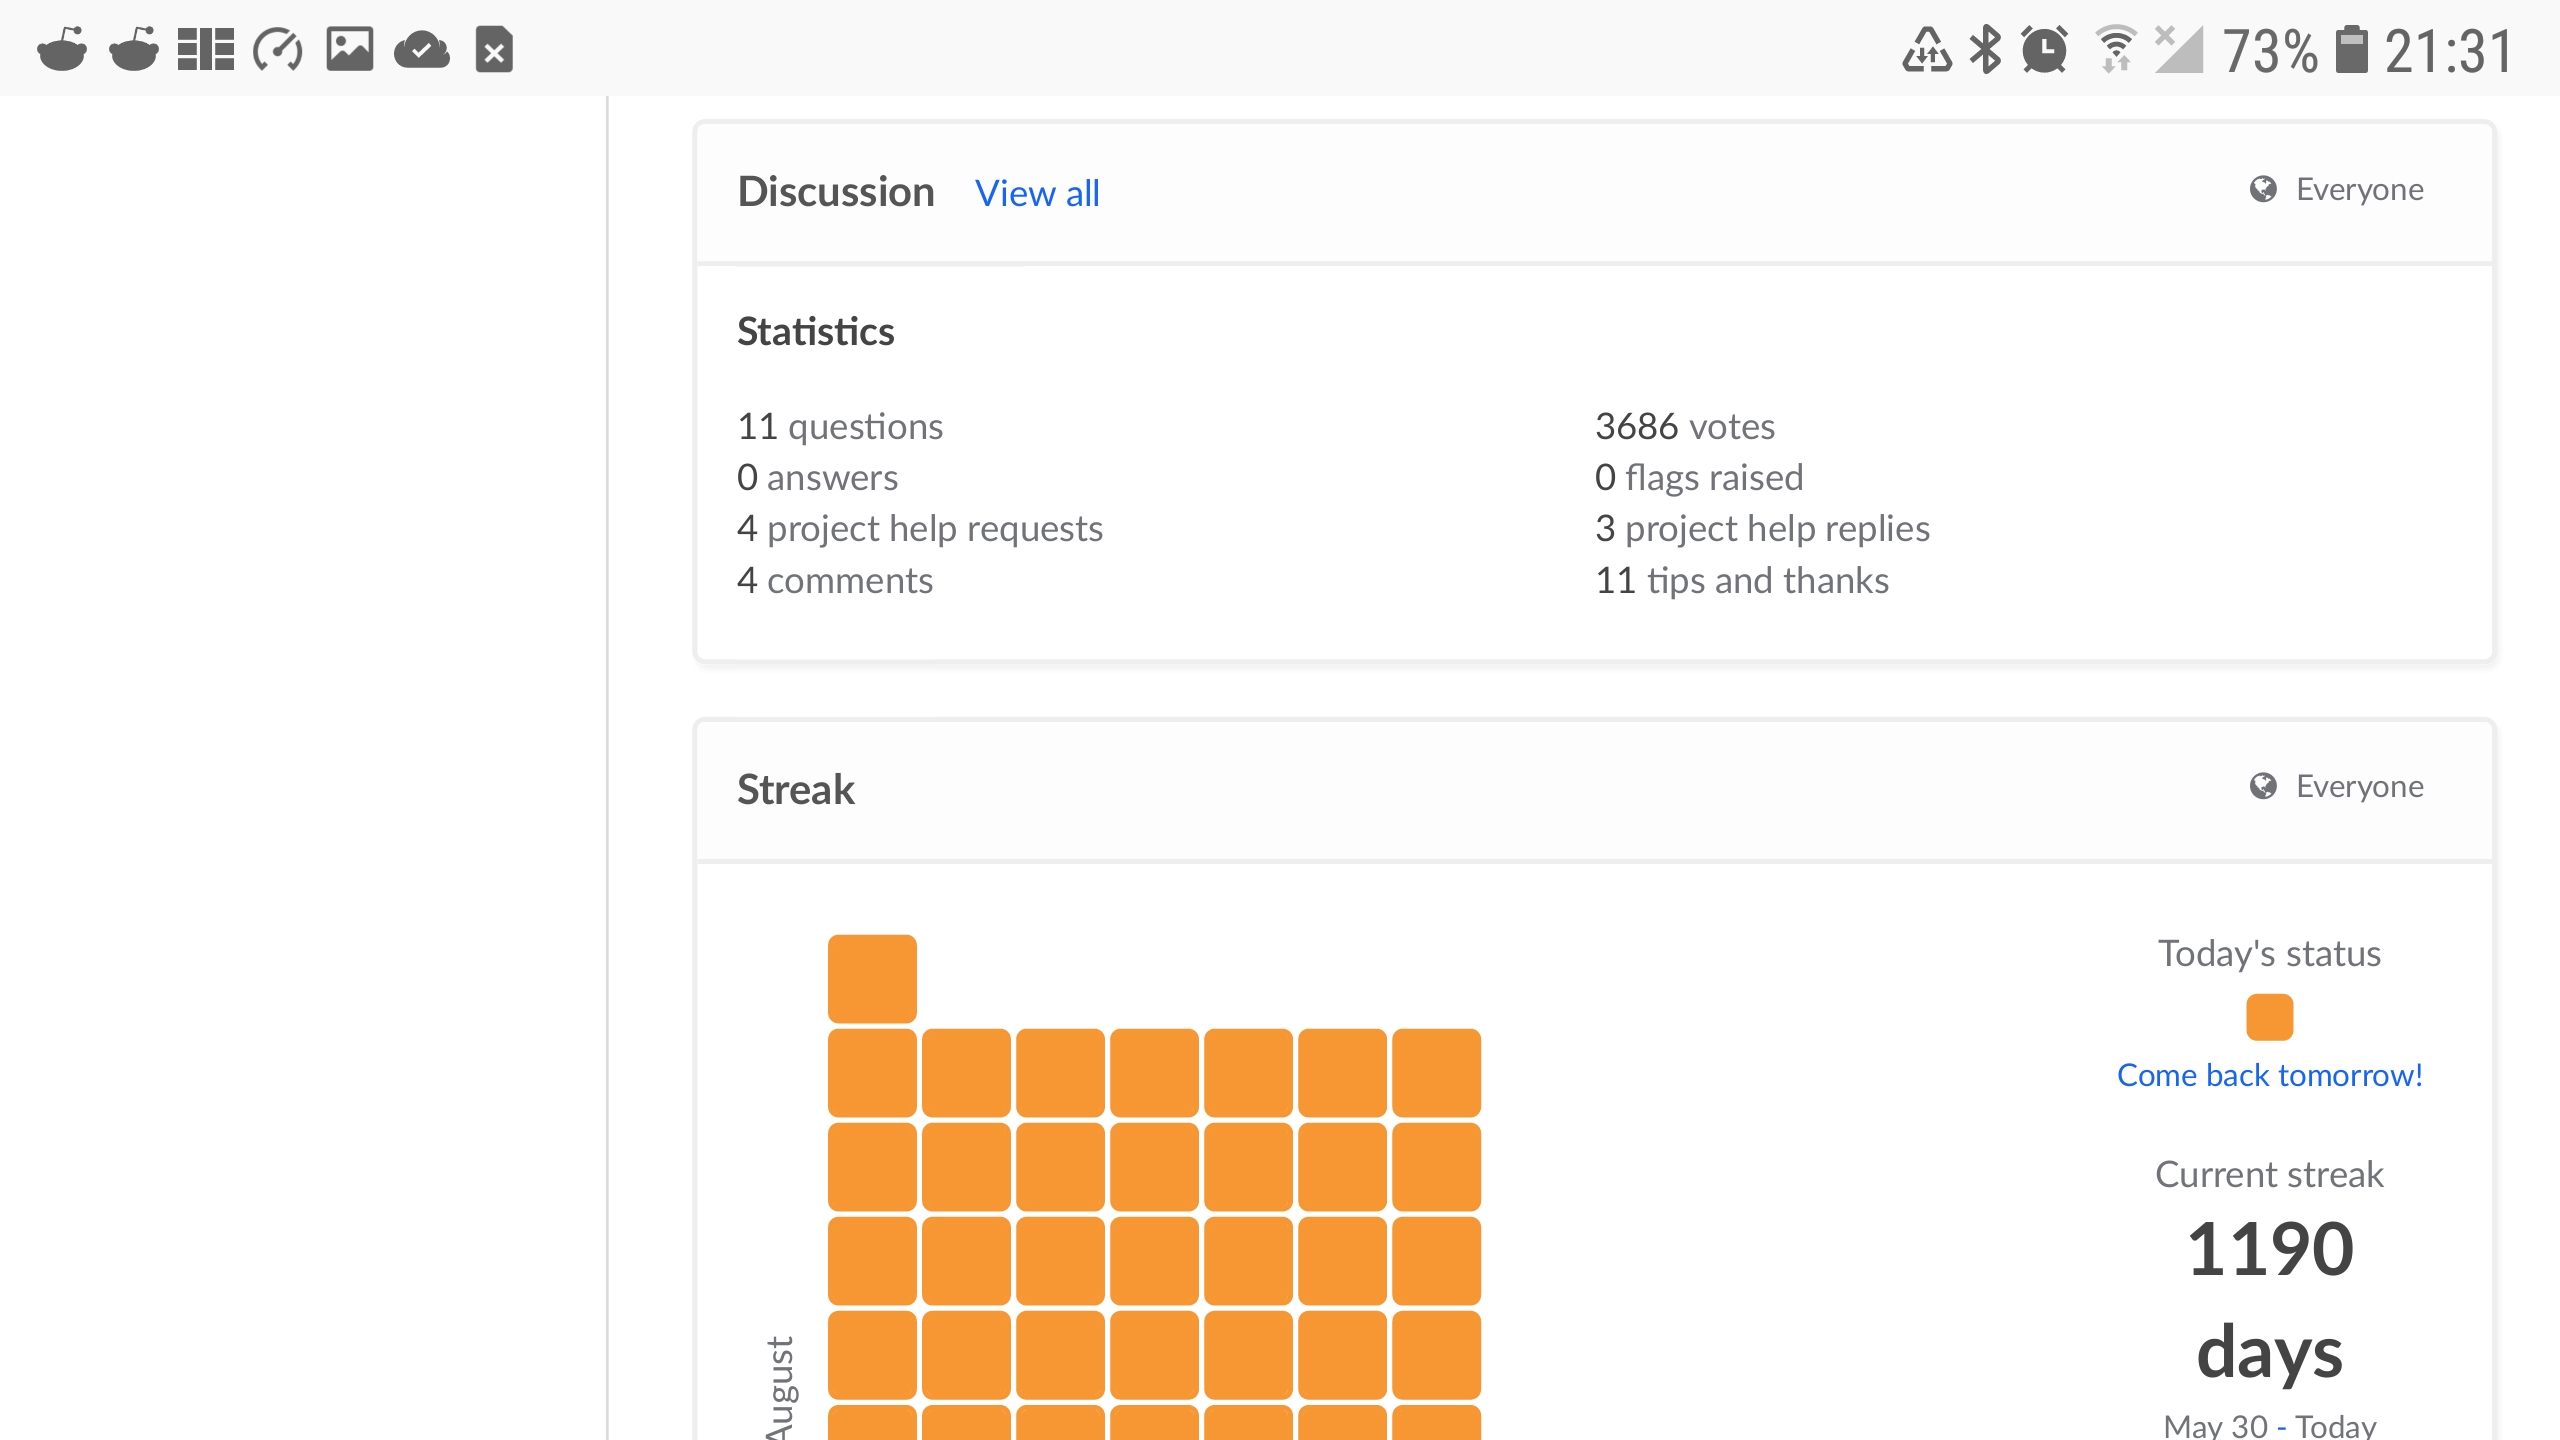 73% 21:31
Discussion View all Everyone
Statistics
11 questions 3686 votes
0 answers 0 flags raised
4 project help requests 3 project help replies
4 comments 11 tips and thanks
Streak Everyone
Today's status
Come back tomorrow!
Current streak
1190
days
August
May 30 - Today